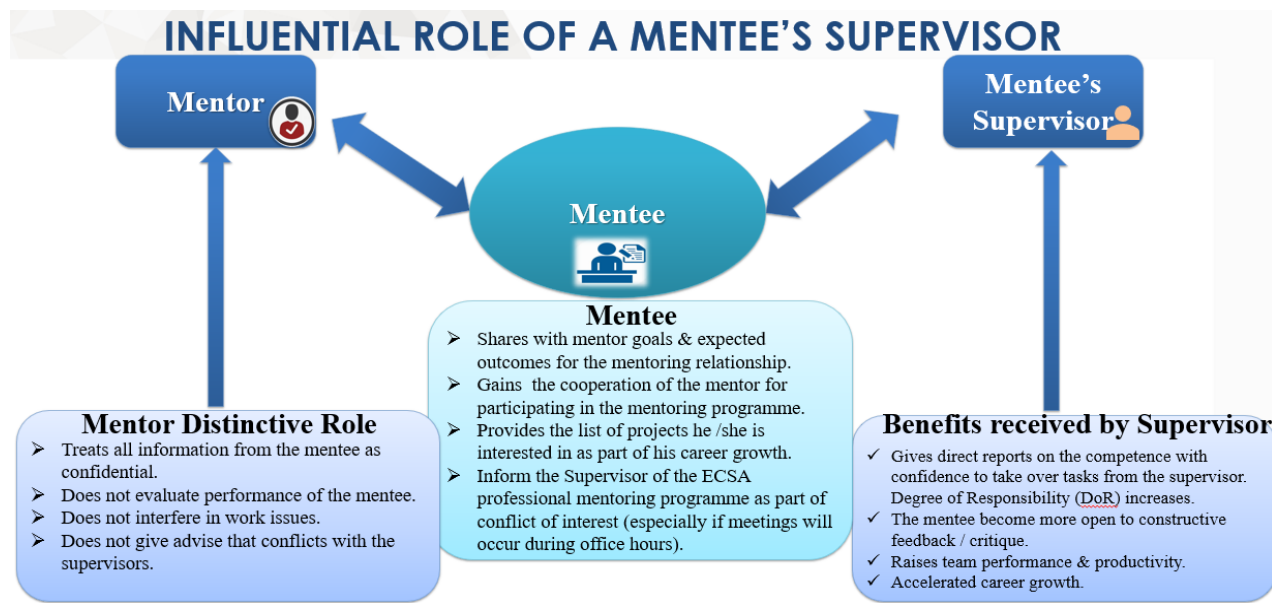 INFLUENTIAL ROLE OF A MENTEE'S SUPERVISOR
Mentor
Mentee's
Supervisor
Mentee
Mentee
Shares with mentor goals & expected
outcomes for the mentoring relationship.
Gains the cooperation of the mentor for
participating in the mentoring programme.
Provides the list of projects he /she is
interested in as part of his career growth.
Inform the Supervisor of the ECSA
professional mentoring programme as part of
conflict of interest (especially if meetings will
occur during office hours).
Mentor Distinctive Role
Treats all information from the mentee as
confidential.
Does not evaluate performance of the mentee.
Does not interfere in work issues.
Does not give advise that conflicts with the
supervisors.
Benefits received by Supervisor
Gives direct reports on the competence with
confidence to take over tasks from the supervisor.
Degree of Responsibility (DoR) increases.
The mentee become more open to constructive
feedback / critique.
Raises team performance & productivity.
Accelerated career growth.